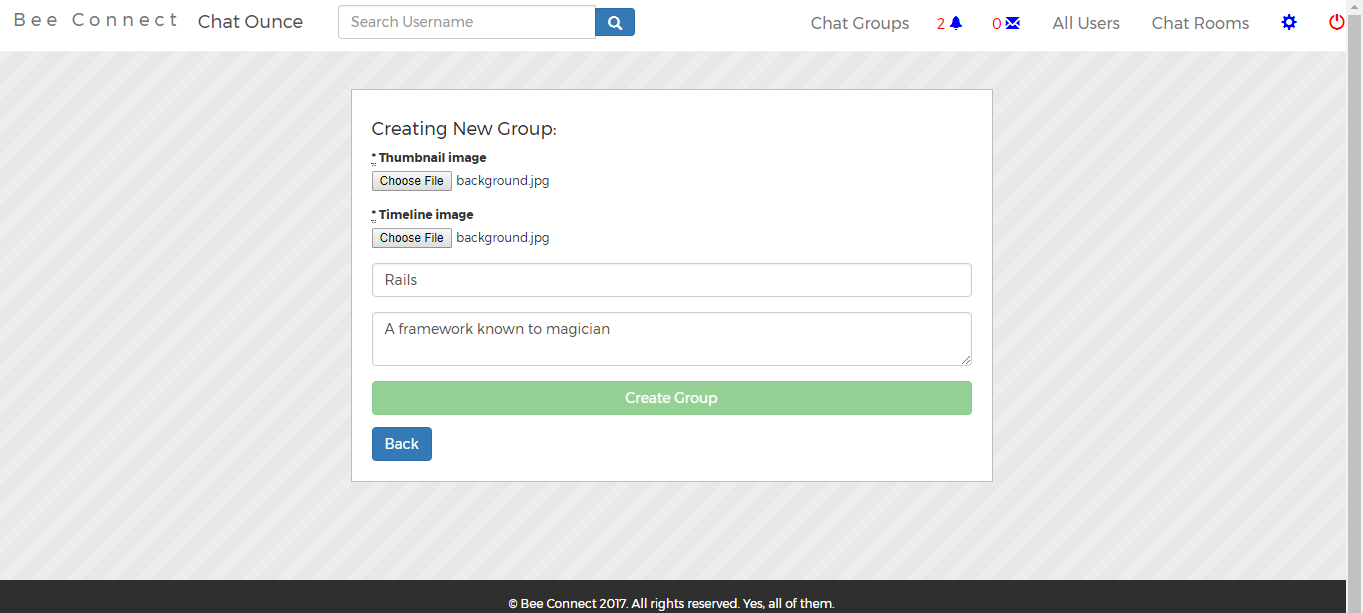 Bee Connect Chat Ounce Search Username Chat Groups 2 0 All Users Chat Rooms
Creating New Group:
* Thumbnail image
Choose File background.jpg
* Timeline image
Choose File background.jpg
Rails
A framework known to magician
Create Group
Back
© Bee Connect 2017. All rights reserved. Yes, all of them.